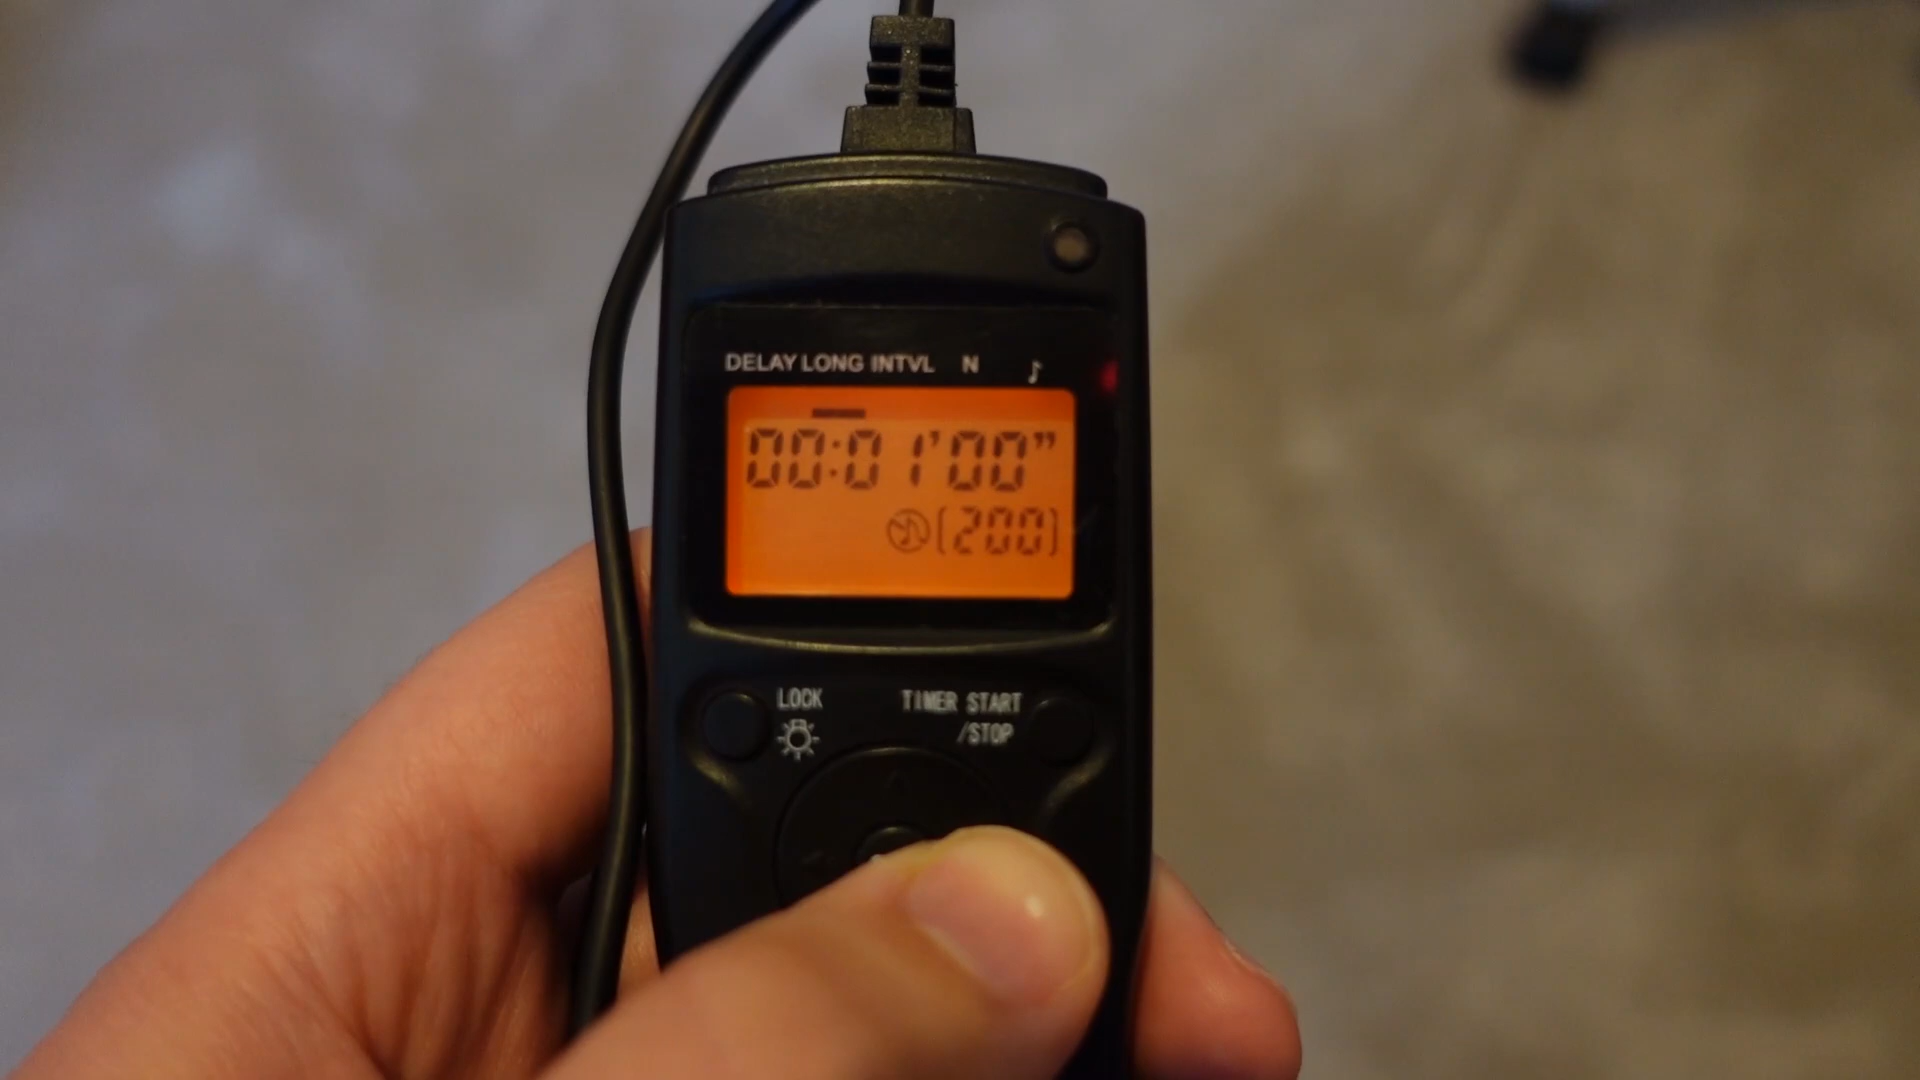 DELAY LONG INTVL N ♪
00:01'00"
(200)
LOCK
TIMER START
/STOP